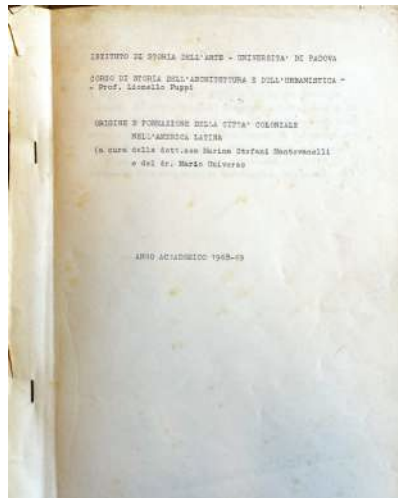 ISTITUTO DI STORIA DELL'ARTE - UNIVERSITA' DI PADOVA
CORSO DI STORIA DELL'ARCHITETTURA E DELL'URBANISTICA -
- Prof. Lionello Puppi
ORIGINE E FORMAZIONE DELLA CITTA' COLONIALE
NELL'AMERICA LATINA
(a cura della dott.ssa Marina Stefani Mantovanelli
e del dr. Mario Universo
ANNO ACCADEMICO 1968-69